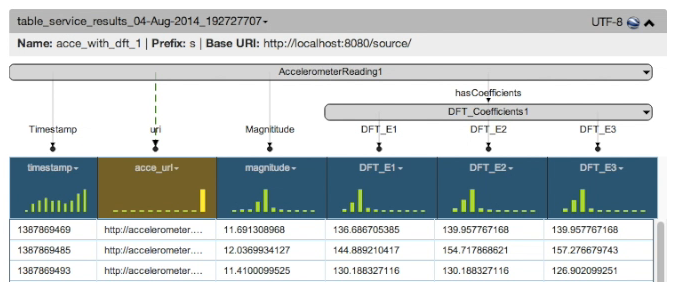 table_service_results_04-Aug-2014_192727707 UTF-8
Name: acce_with_dft_1 | Prefix: s | Base URI: http://localhost:8080/source/
AccelerometerReading1
hasCoefficients
DFT_Coefficients1
Timestamp uri Magnititude DFT_E1 DFT_E2 DFT_E3
timestamp acce_url magnitude DFT_E1 DFT_E2 DFT_E3
1387869469 http://accelerometer.... 11.691308968 136.686705385 139.957767168 139.957767168
1387869485 http://accelerometer.... 12.0369934127 144.889210417 154.717868621 157.276679743
1387869493 http://accelerometer.... 11.4100099525 130.188327116 130.188327116 126.902099251